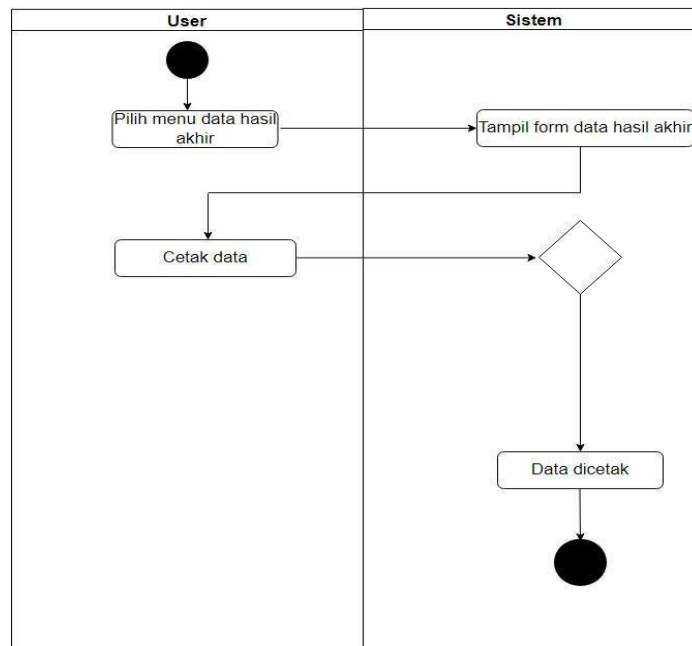 User
Sistem
Pilih menu data hasil
akhir
Tampil form data hasil akhir
Cetak data
Data dicetak